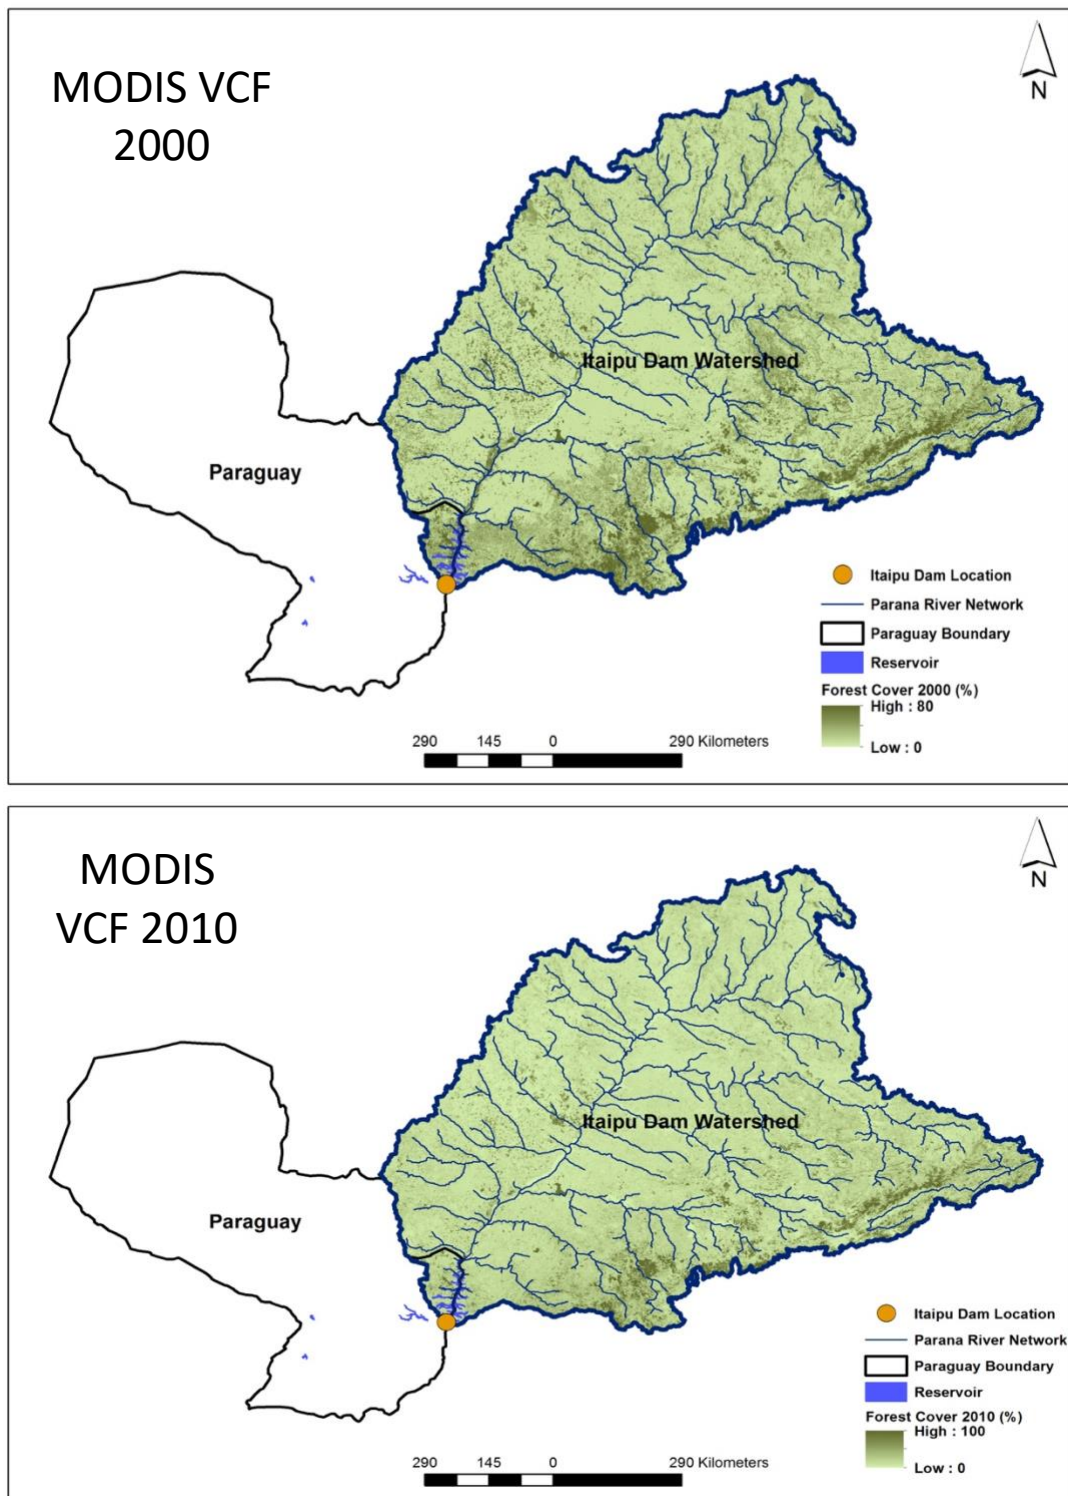 MODIS VCF
2000
N
Itaipu Dam Watershed
Paraguay
Itaipu Dam Location
Parana River Network
Paraguay Boundary
Reservoir
Forest Cover 2000 (%)
High : 80
Low : 0
290 145 0 290 Kilometers
MODIS
VCF 2010
N
Itaipu Dam Watershed
Paraguay
Itaipu Dam Location
Parana River Network
Paraguay Boundary
Reservoir
Forest Cover 2010 (%)
High : 100
Low : 0
290 145 0 290 Kilometers